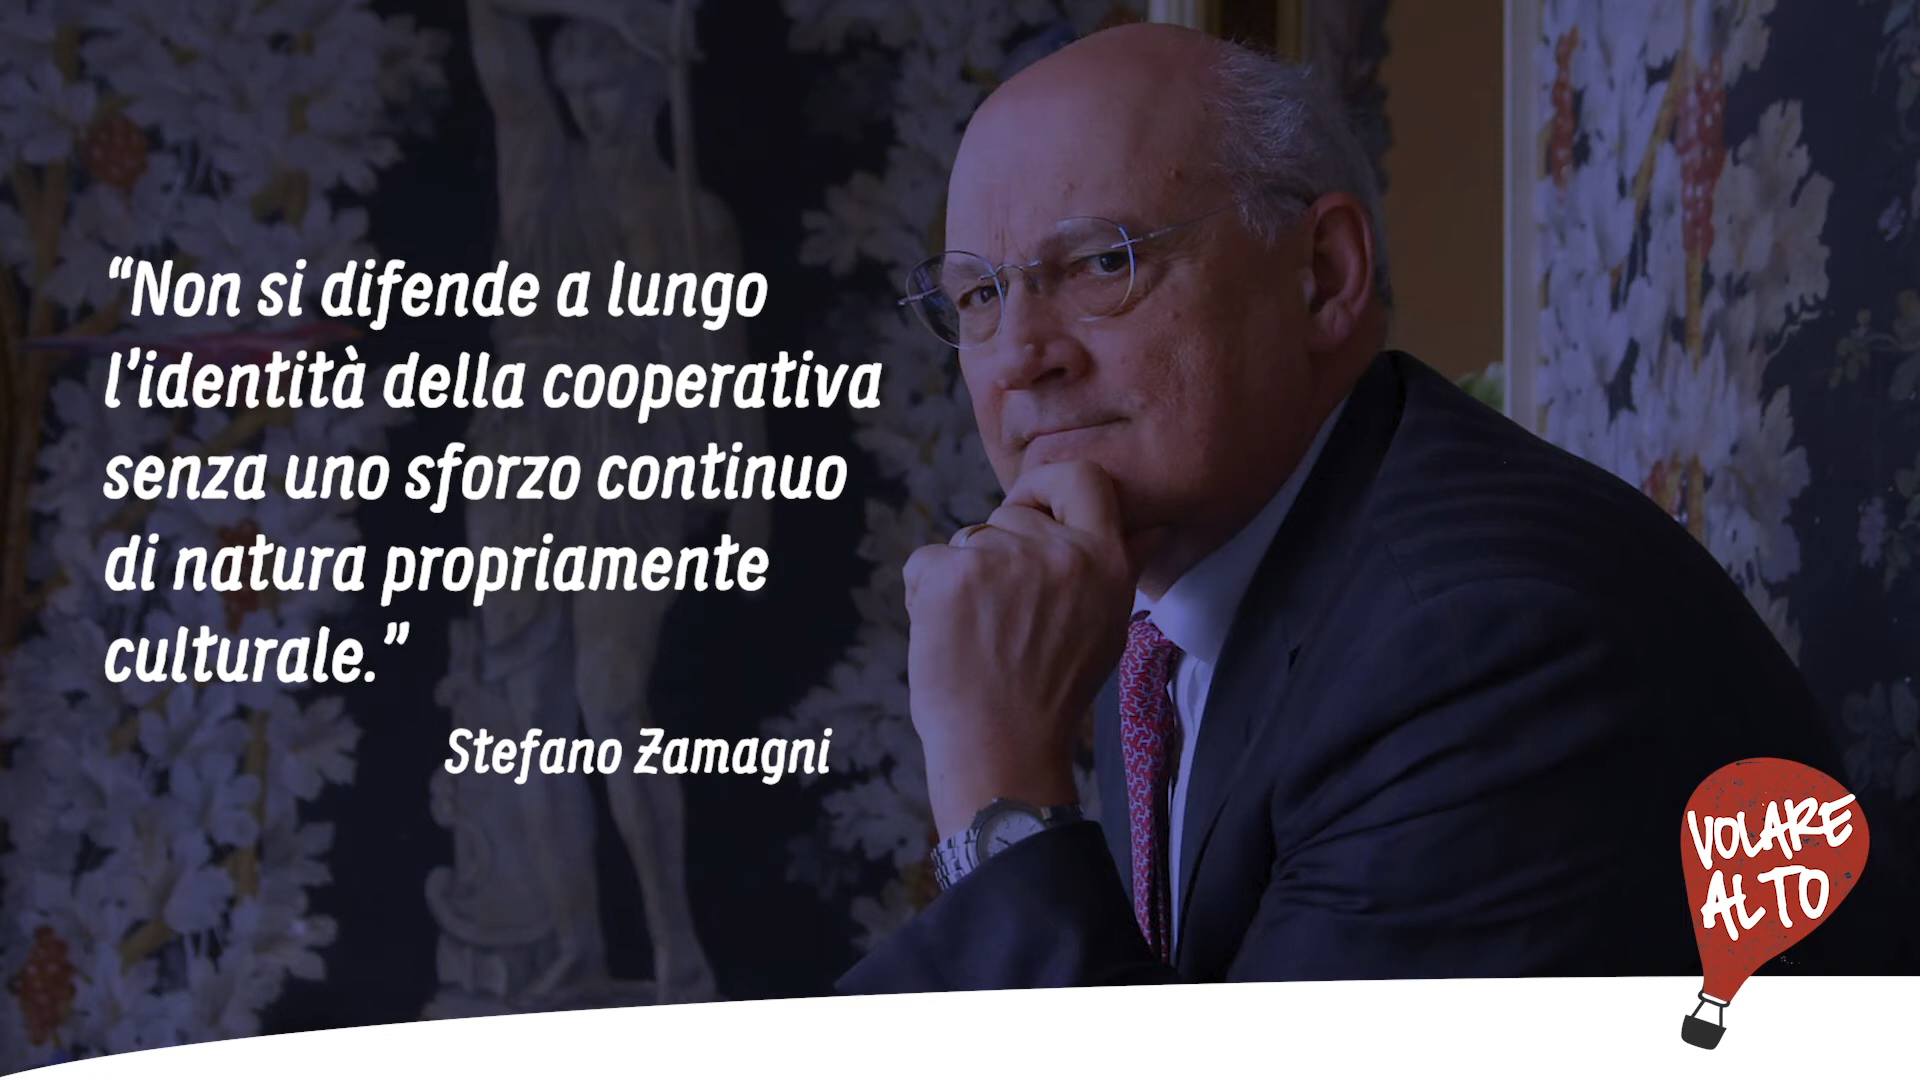 “Non si difende a lungo
l’identità della cooperativa
senza uno sforzo continuo
di natura propriamente
culturale.”
Stefano Zamagni
VOLARE
ALTO